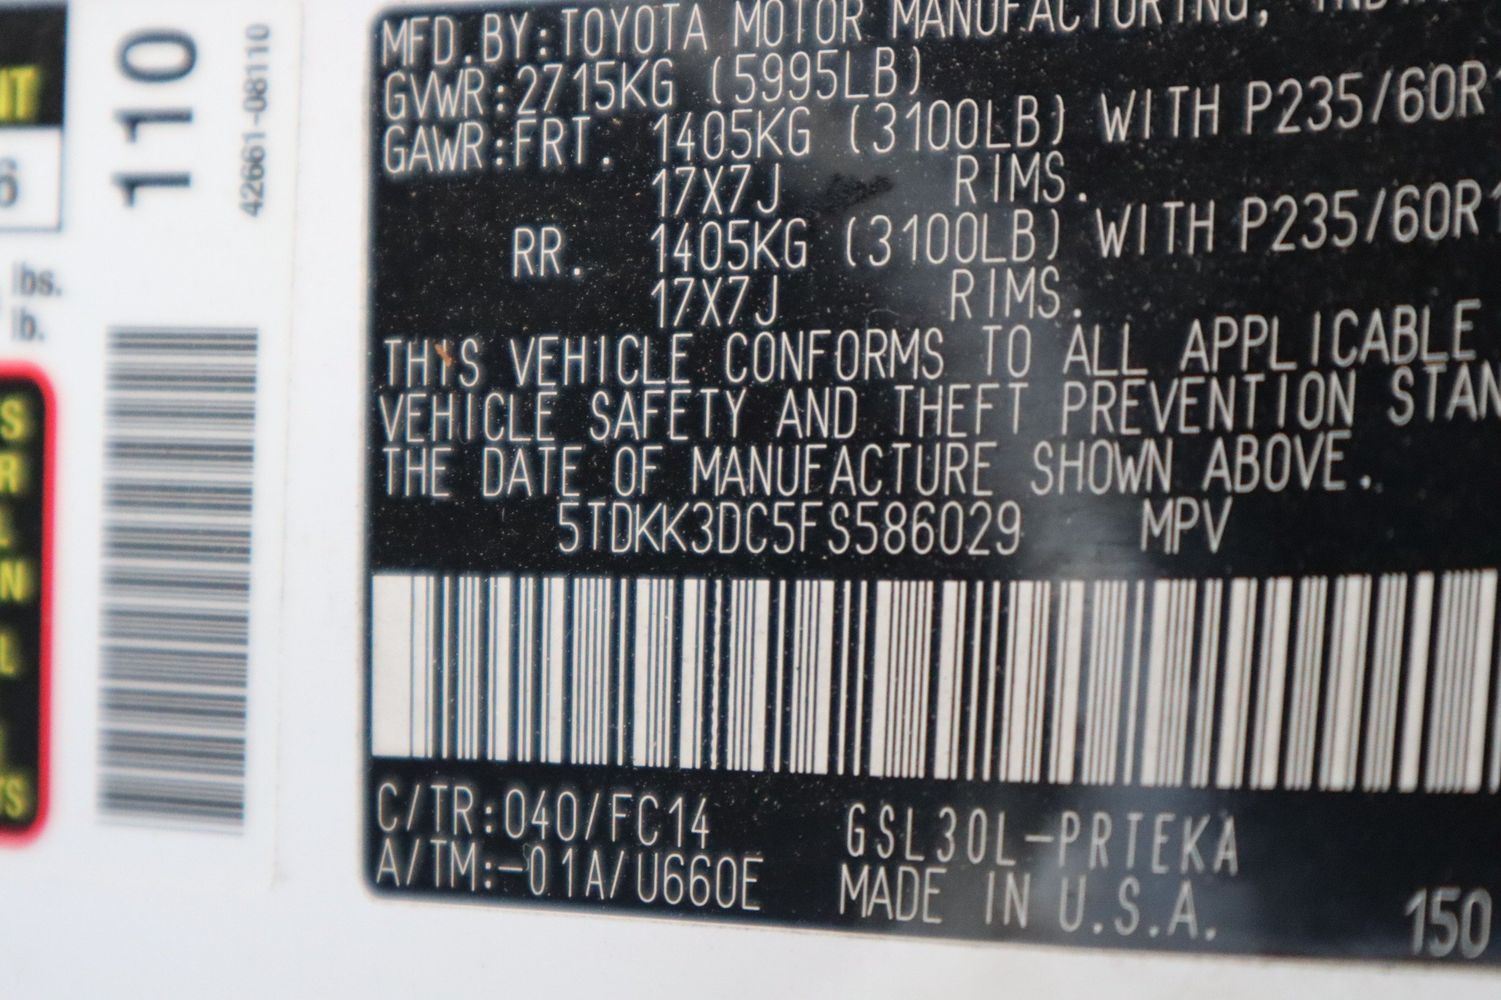 110
42661-08110
lbs.
lb.
MFD.BY:TOYOTA MOTOR MANUFACTURING,
GVWR:2715KG (5995LB)
GAWR:FRT. 1405KG (3100LB) WITH P235/60R
17X7J RIMS.
RR. 1405KG (3100LB) WITH P235/60R
17X7J RIMS.
THIS VEHICLE CONFORMS TO ALL APPLICABLE
VEHICLE SAFETY AND THEFT PREVENTION STAN
THE DATE OF MANUFACTURE SHOWN ABOVE.
5TDKK3DC5FS586029 MPV
C/TR:040/FC14 GSL30L-PRTEKA
A/TM:-01A/U660E MADE IN U.S.A.
150